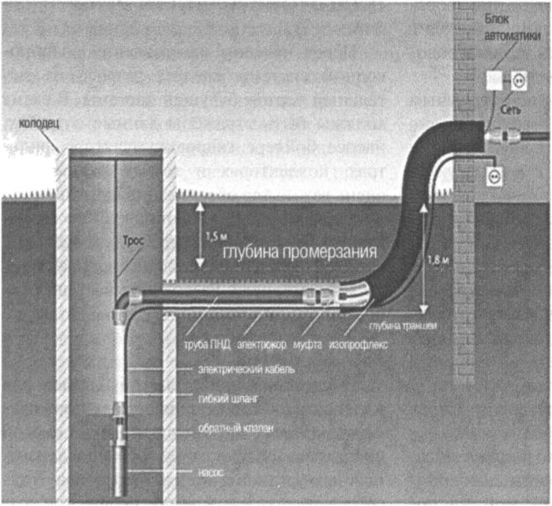 Блок
автоматики
Сеть
колодец
1,5 м
глубина промерзания
Трос
1,8 м
глубина траншеи
труба ПНД электрокор муфта изопрофлекс
электрический кабель
гибкий шланг
обратный клапан
насос